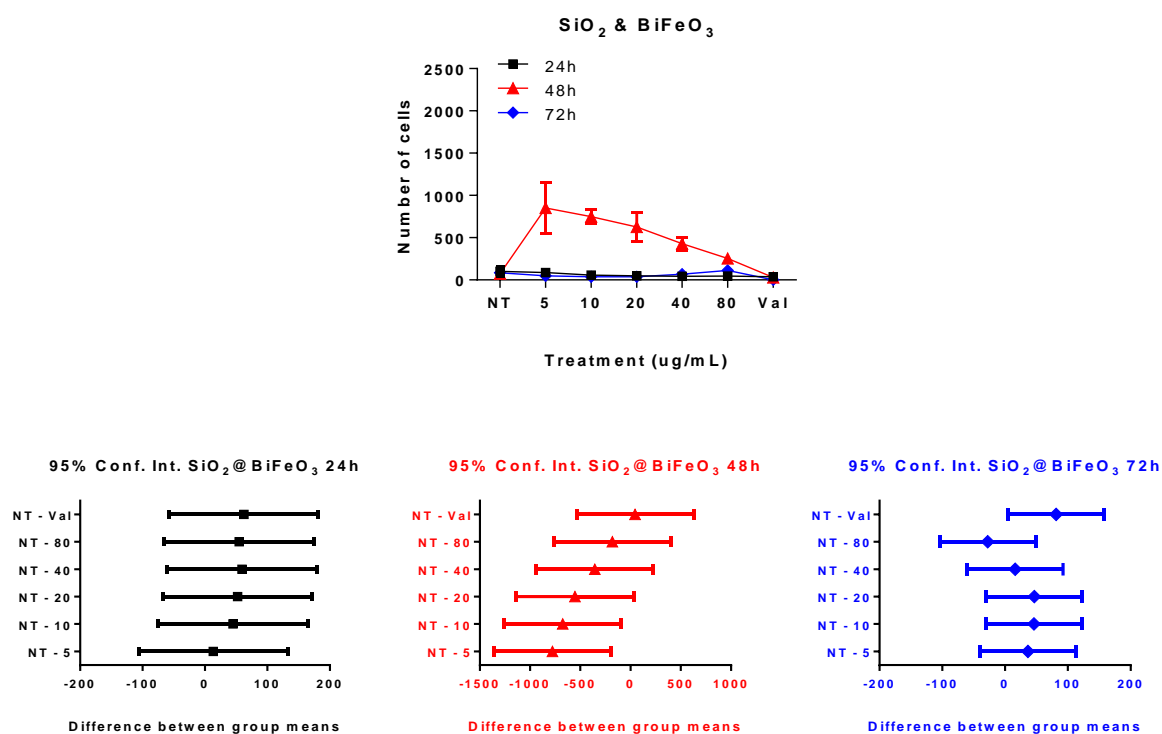 SiO2 & BiFeO3
24h
48h
72h
2500
2000
1500
1000
500
0
Number of cells
NT 5 10 20 40 80 Val
Treatment (ug/mL)
95% Conf. Int. SiO2@BiFeO3 24h
NT - Val
NT - 80
NT - 40
NT - 20
NT - 10
NT - 5
-200 -100 0 100 200
Difference between group means
95% Conf. Int. SiO2@BiFeO3 48h
NT - Val
NT - 80
NT - 40
NT - 20
NT - 10
NT - 5
-1500 -1000 -500 0 500 1000
Difference between group means
95% Conf. Int. SiO2@BiFeO3 72h
NT - Val
NT - 80
NT - 40
NT - 20
NT - 10
NT - 5
-200 -100 0 100 200
Difference between group means